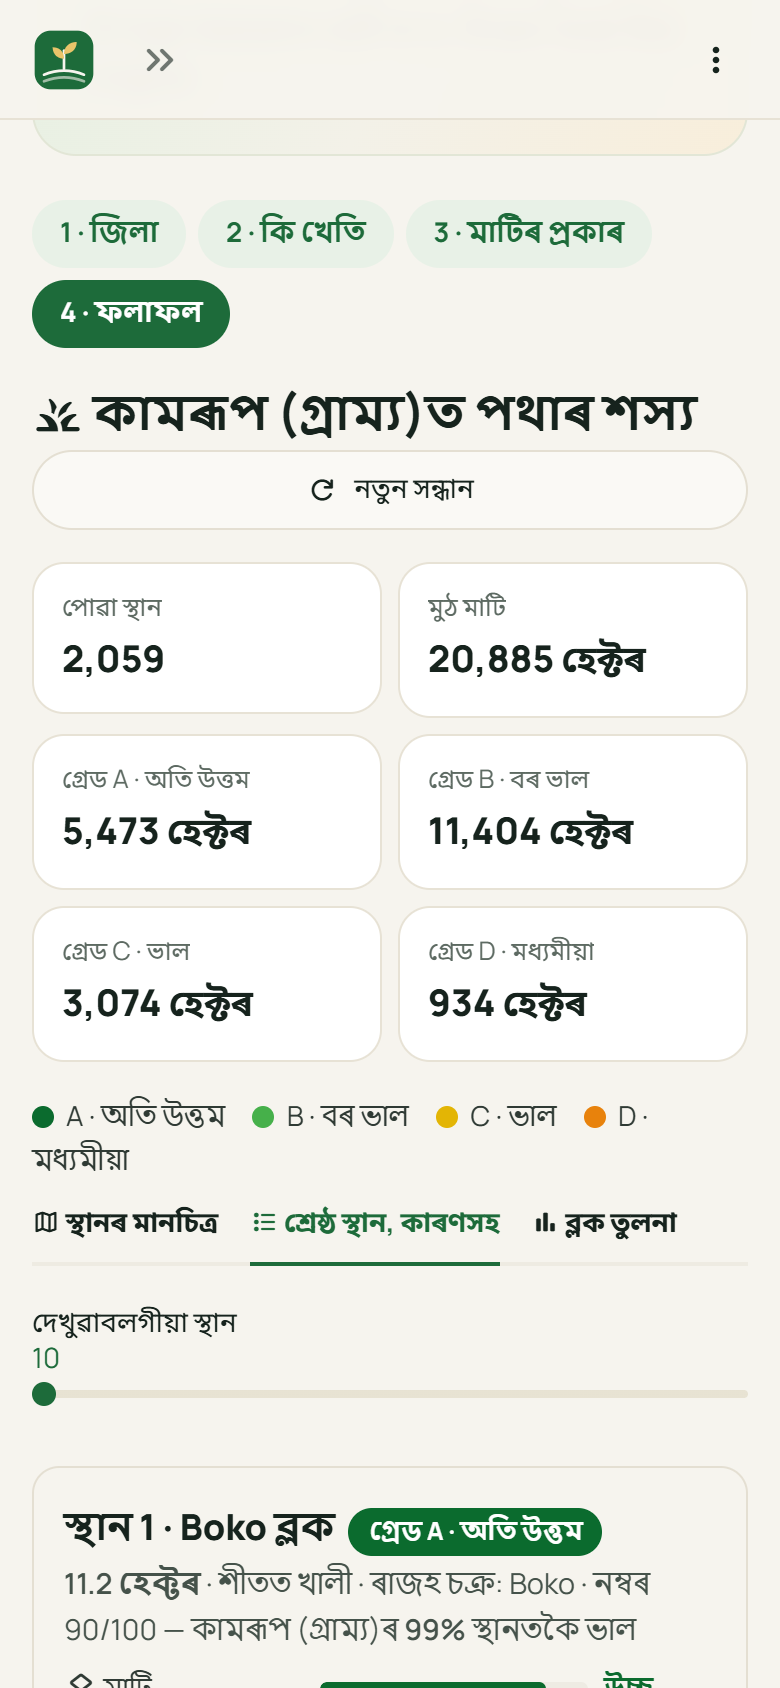 1 · জিলা
2 · কি খেতি
3 · মাটিৰ প্ৰকাৰ
4 · ফলাফল
কামৰূপ (গ্ৰাম্য)ত পথাৰ শস্য
নতুন সন্ধান
পোৱা স্থান
2,059
মুঠ মাটি
20,885 হেক্টৰ
গ্ৰেড A · অতি উত্তম
5,473 হেক্টৰ
গ্ৰেড B · বৰ ভাল
11,404 হেক্টৰ
গ্ৰেড C · ভাল
3,074 হেক্টৰ
গ্ৰেড D · মধ্যমীয়া
934 হেক্টৰ
A · অতি উত্তম B · বৰ ভাল C · ভাল D ·
মধ্যমীয়া
স্থানৰ মানচিত্ৰ শ্ৰেষ্ঠ স্থান, কাৰণসহ ব্লক তুলনা
দেখুৱাবলগীয়া স্থান
10
স্থান 1 · Boko ব্লক গ্ৰেড A · অতি উত্তম
11.2 হেক্টৰ · শীতত খালী · ৰাজহ চক্ৰ: Boko · নম্বৰ
90/100 — কামৰূপ (গ্ৰাম্য)ৰ 99% স্থানতকৈ ভাল
মাটি উচ্চ